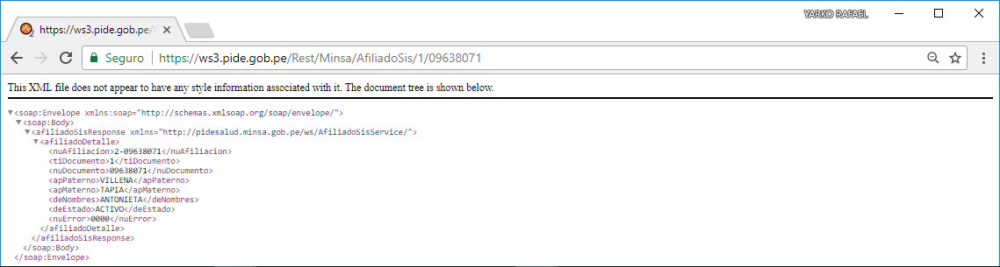 YARKO RAFAEL
2 https://ws3.pide.gob.pe/
Seguro | https://ws3.pide.gob.pe/Rest/Minsa/AfiliadoSis/1/09638071
This XML file does not appear to have any style information associated with it. The document tree is shown below.
▼<soap:Envelope xmlns:soap="http://schemas.xmlsoap.org/soap/envelope/">
▼<soap:Body>
▼<afiliadoSisResponse xmlns="http://pidesalud.minsa.gob.pe/ws/AfiliadoSisService/">
▼<afiliadoDetalle>
<nuAfiliacion>2-09638071</nuAfiliacion>
<tiDocumento>1</tiDocumento>
<nuDocumento>09638071</nuDocumento>
<apPaterno>VILLENA</apPaterno>
<apMaterno>TAPIA</apMaterno>
<deNombres>ANTONIETA</deNombres>
<deEstado>ACTIVO</deEstado>
<nuError>0000</nuError>
</afiliadoDetalle>
</afiliadoSisResponse>
</soap:Body>
</soap:Envelope>